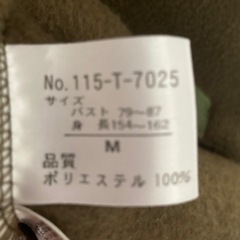 No.115-T-7025
サイズ
バスト 79〜87
身 長154〜162
M
品質
ポリエステル 100%